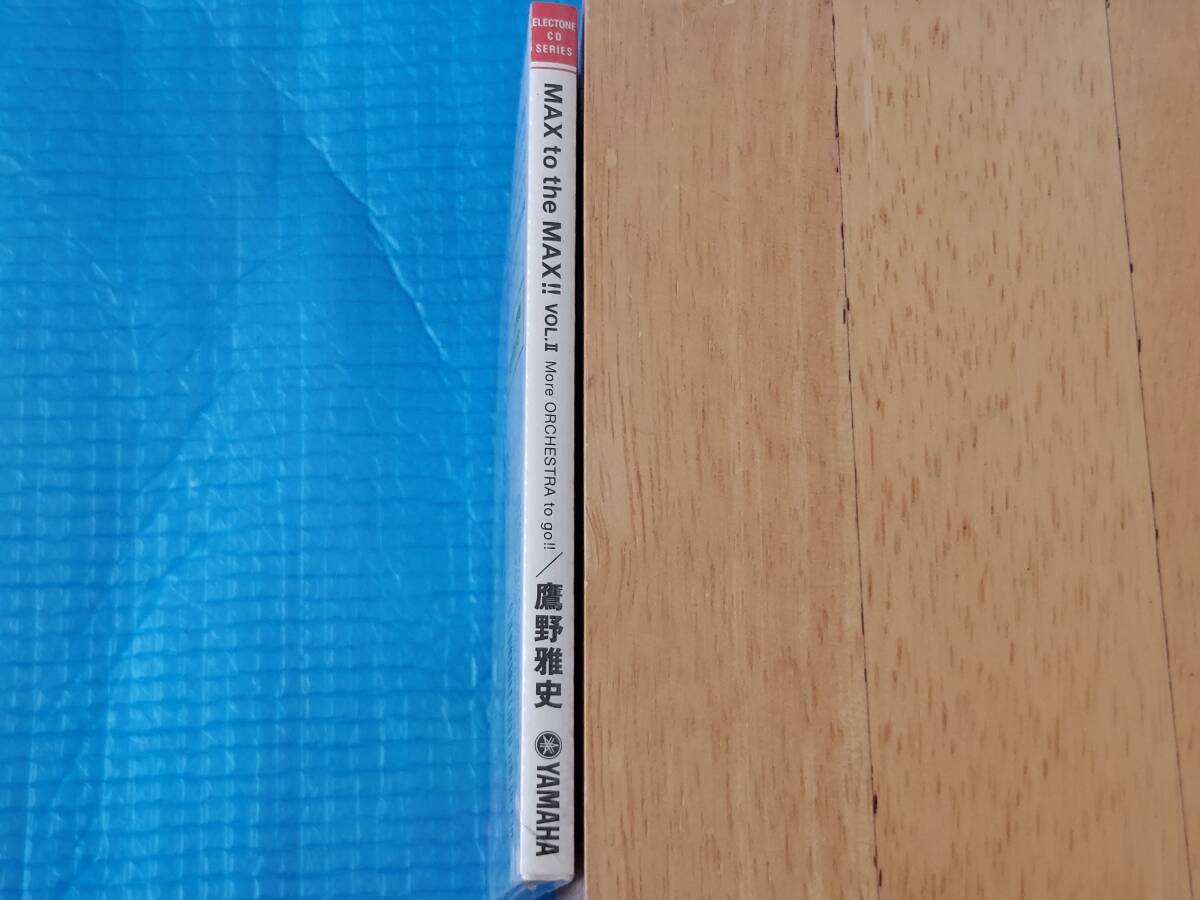 ELECTONE
CD
SERIES
MAX to the MAX!! VOL.Ⅱ More ORCHESTRA to go!!／鷹野雅史
YAMAHA